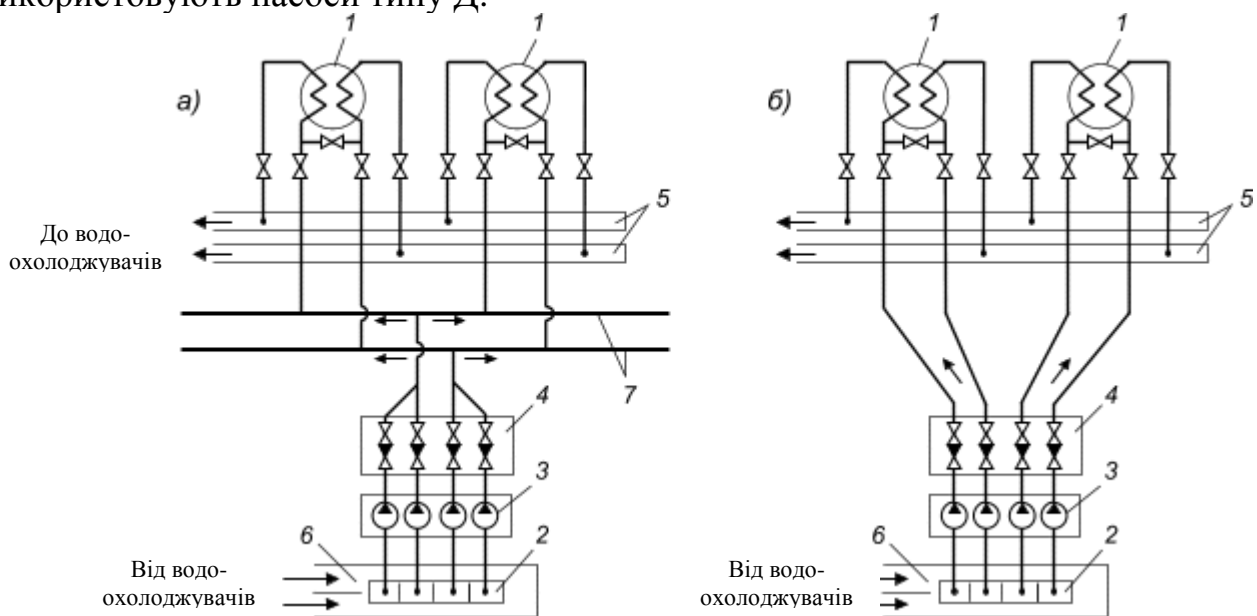 икористовують насоси типу Д.
1 1 1 1
а) б)
5 5
До водо-
охолоджувачів
7
4 4
3 3
6 2 6 2
Від водо-
охолоджувачів
Від водо-
охолоджувачів